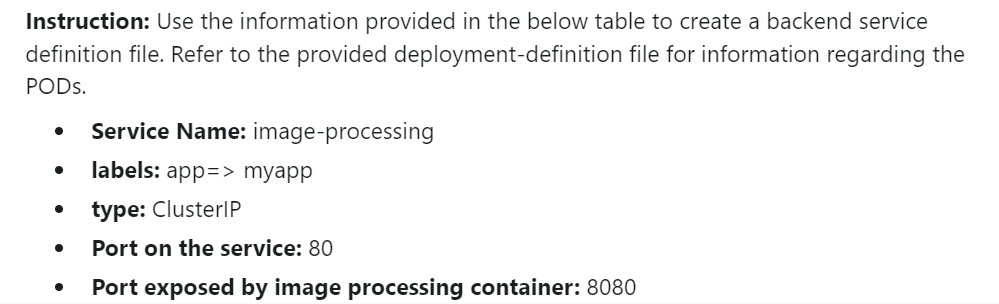 Instruction: Use the information provided in the below table to create a backend service
definition file. Refer to the provided deployment-definition file for information regarding the
PODs.
• Service Name: image-processing
• labels: app=> myapp
• type: ClusterIP
• Port on the service: 80
• Port exposed by image processing container: 8080